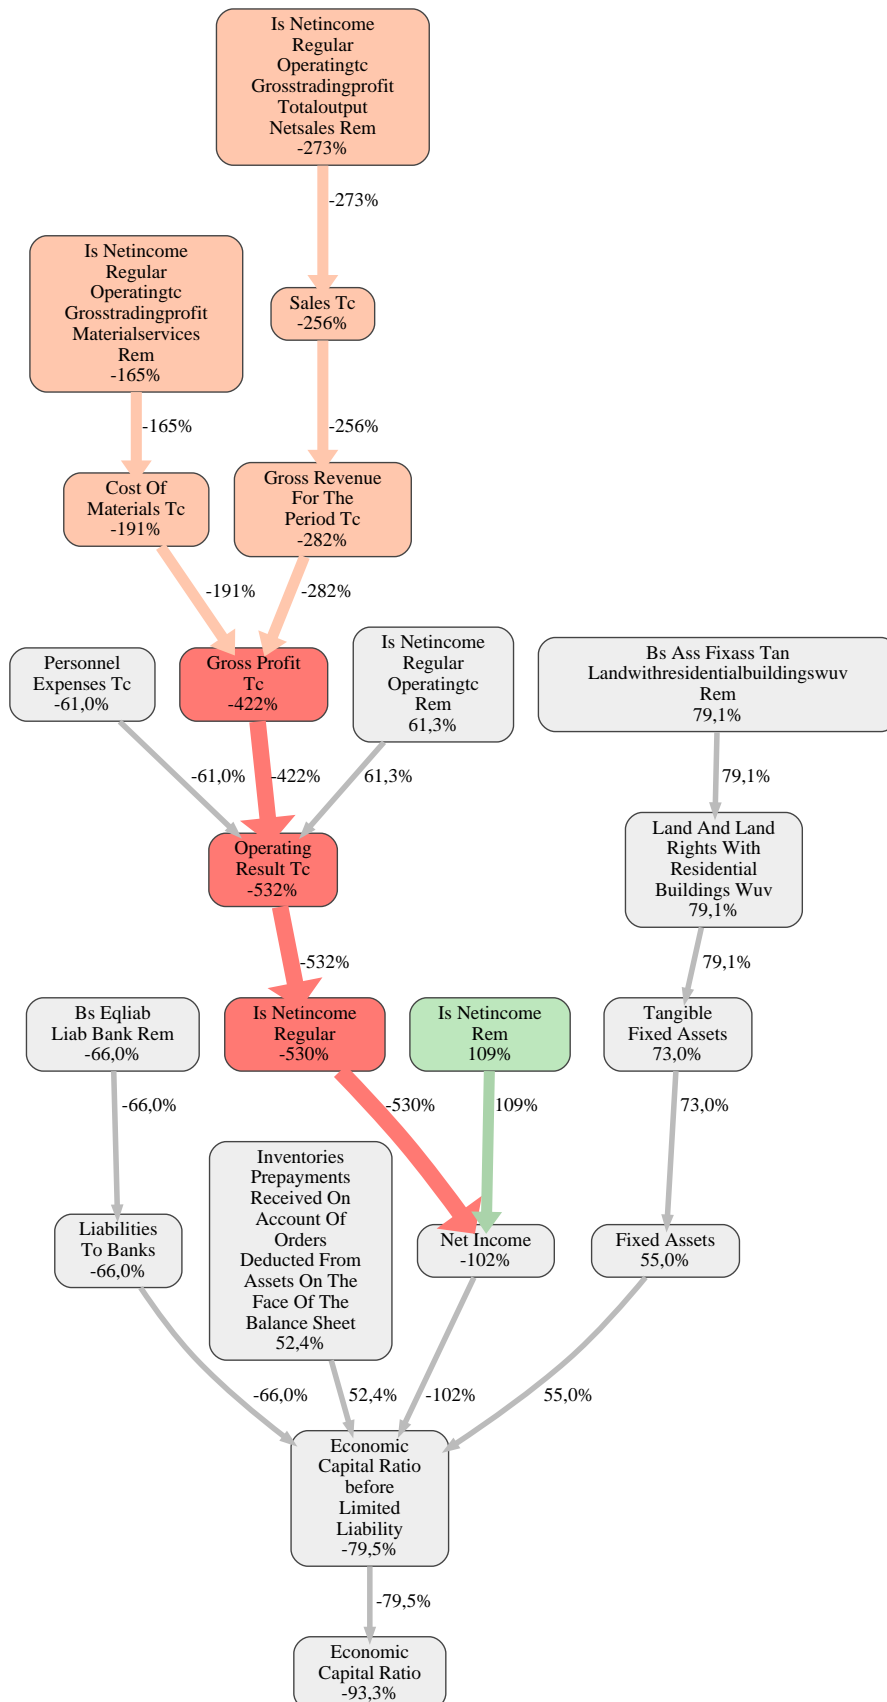 Is Netincome
Regular
Operatingtc
Grosstradingprofit
Totaloutput
Netsales Rem
-273%
-273%
Is Netincome
Regular
Operatingtc
Grosstradingprofit
Materialservices
Rem
-165%
Sales Tc
-256%
-165%
-256%
Cost Of
Materials Tc
-191%
Gross Revenue
For The
Period Tc
-282%
-191%
-282%
Personnel
Expenses Tc
-61,0%
Gross Profit
Tc
-422%
Is Netincome
Regular
Operatingtc
Rem
61,3%
Bs Ass Fixass Tan
Landwithresidentialbuildingswuv
Rem
79,1%
-61,0%
-422%
61,3%
79,1%
Operating
Result Tc
-532%
Land And Land
Rights With
Residential
Buildings Wuv
79,1%
-532%
79,1%
Bs Eqliab
Liab Bank Rem
-66,0%
Is Netincome
Regular
-530%
Is Netincome
Rem
109%
Tangible
Fixed Assets
73,0%
-66,0%
-530%
109%
73,0%
Inventories
Prepayments
Received On
Account Of
Orders
Deducted From
Assets On The
Face Of The
Balance Sheet
52,4%
Liabilities
To Banks
-66,0%
Net Income
-102%
Fixed Assets
55,0%
-66,0%
52,4%
-102%
55,0%
Economic
Capital Ratio
before
Limited
Liability
-79,5%
-79,5%
Economic
Capital Ratio
-93,3%